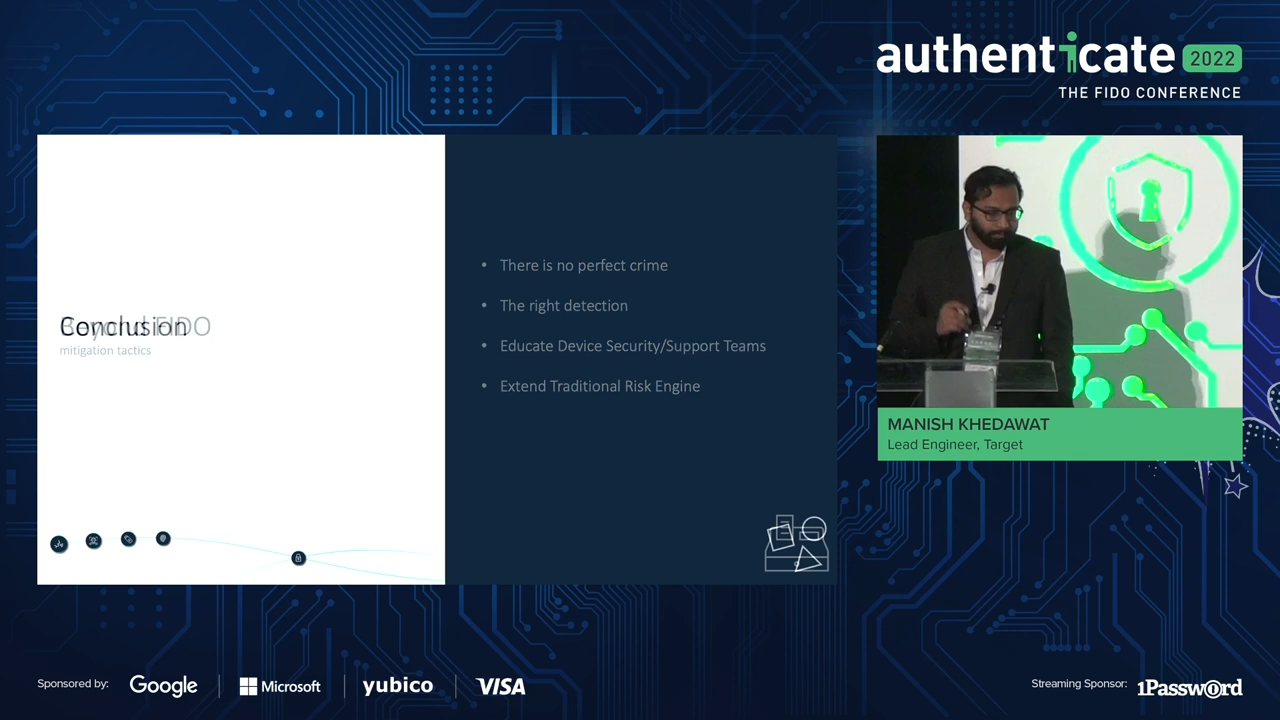 authenticate 2022
THE FIDO CONFERENCE
Conclusion
Beyond FIDO
mitigation tactics
• There is no perfect crime
• The right detection
• Educate Device Security/Support Teams
• Extend Traditional Risk Engine
MANISH KHEDAWAT
Lead Engineer, Target
Sponsored by:
Google
Microsoft
yubico
VISA
Streaming Sponsor:
1Password